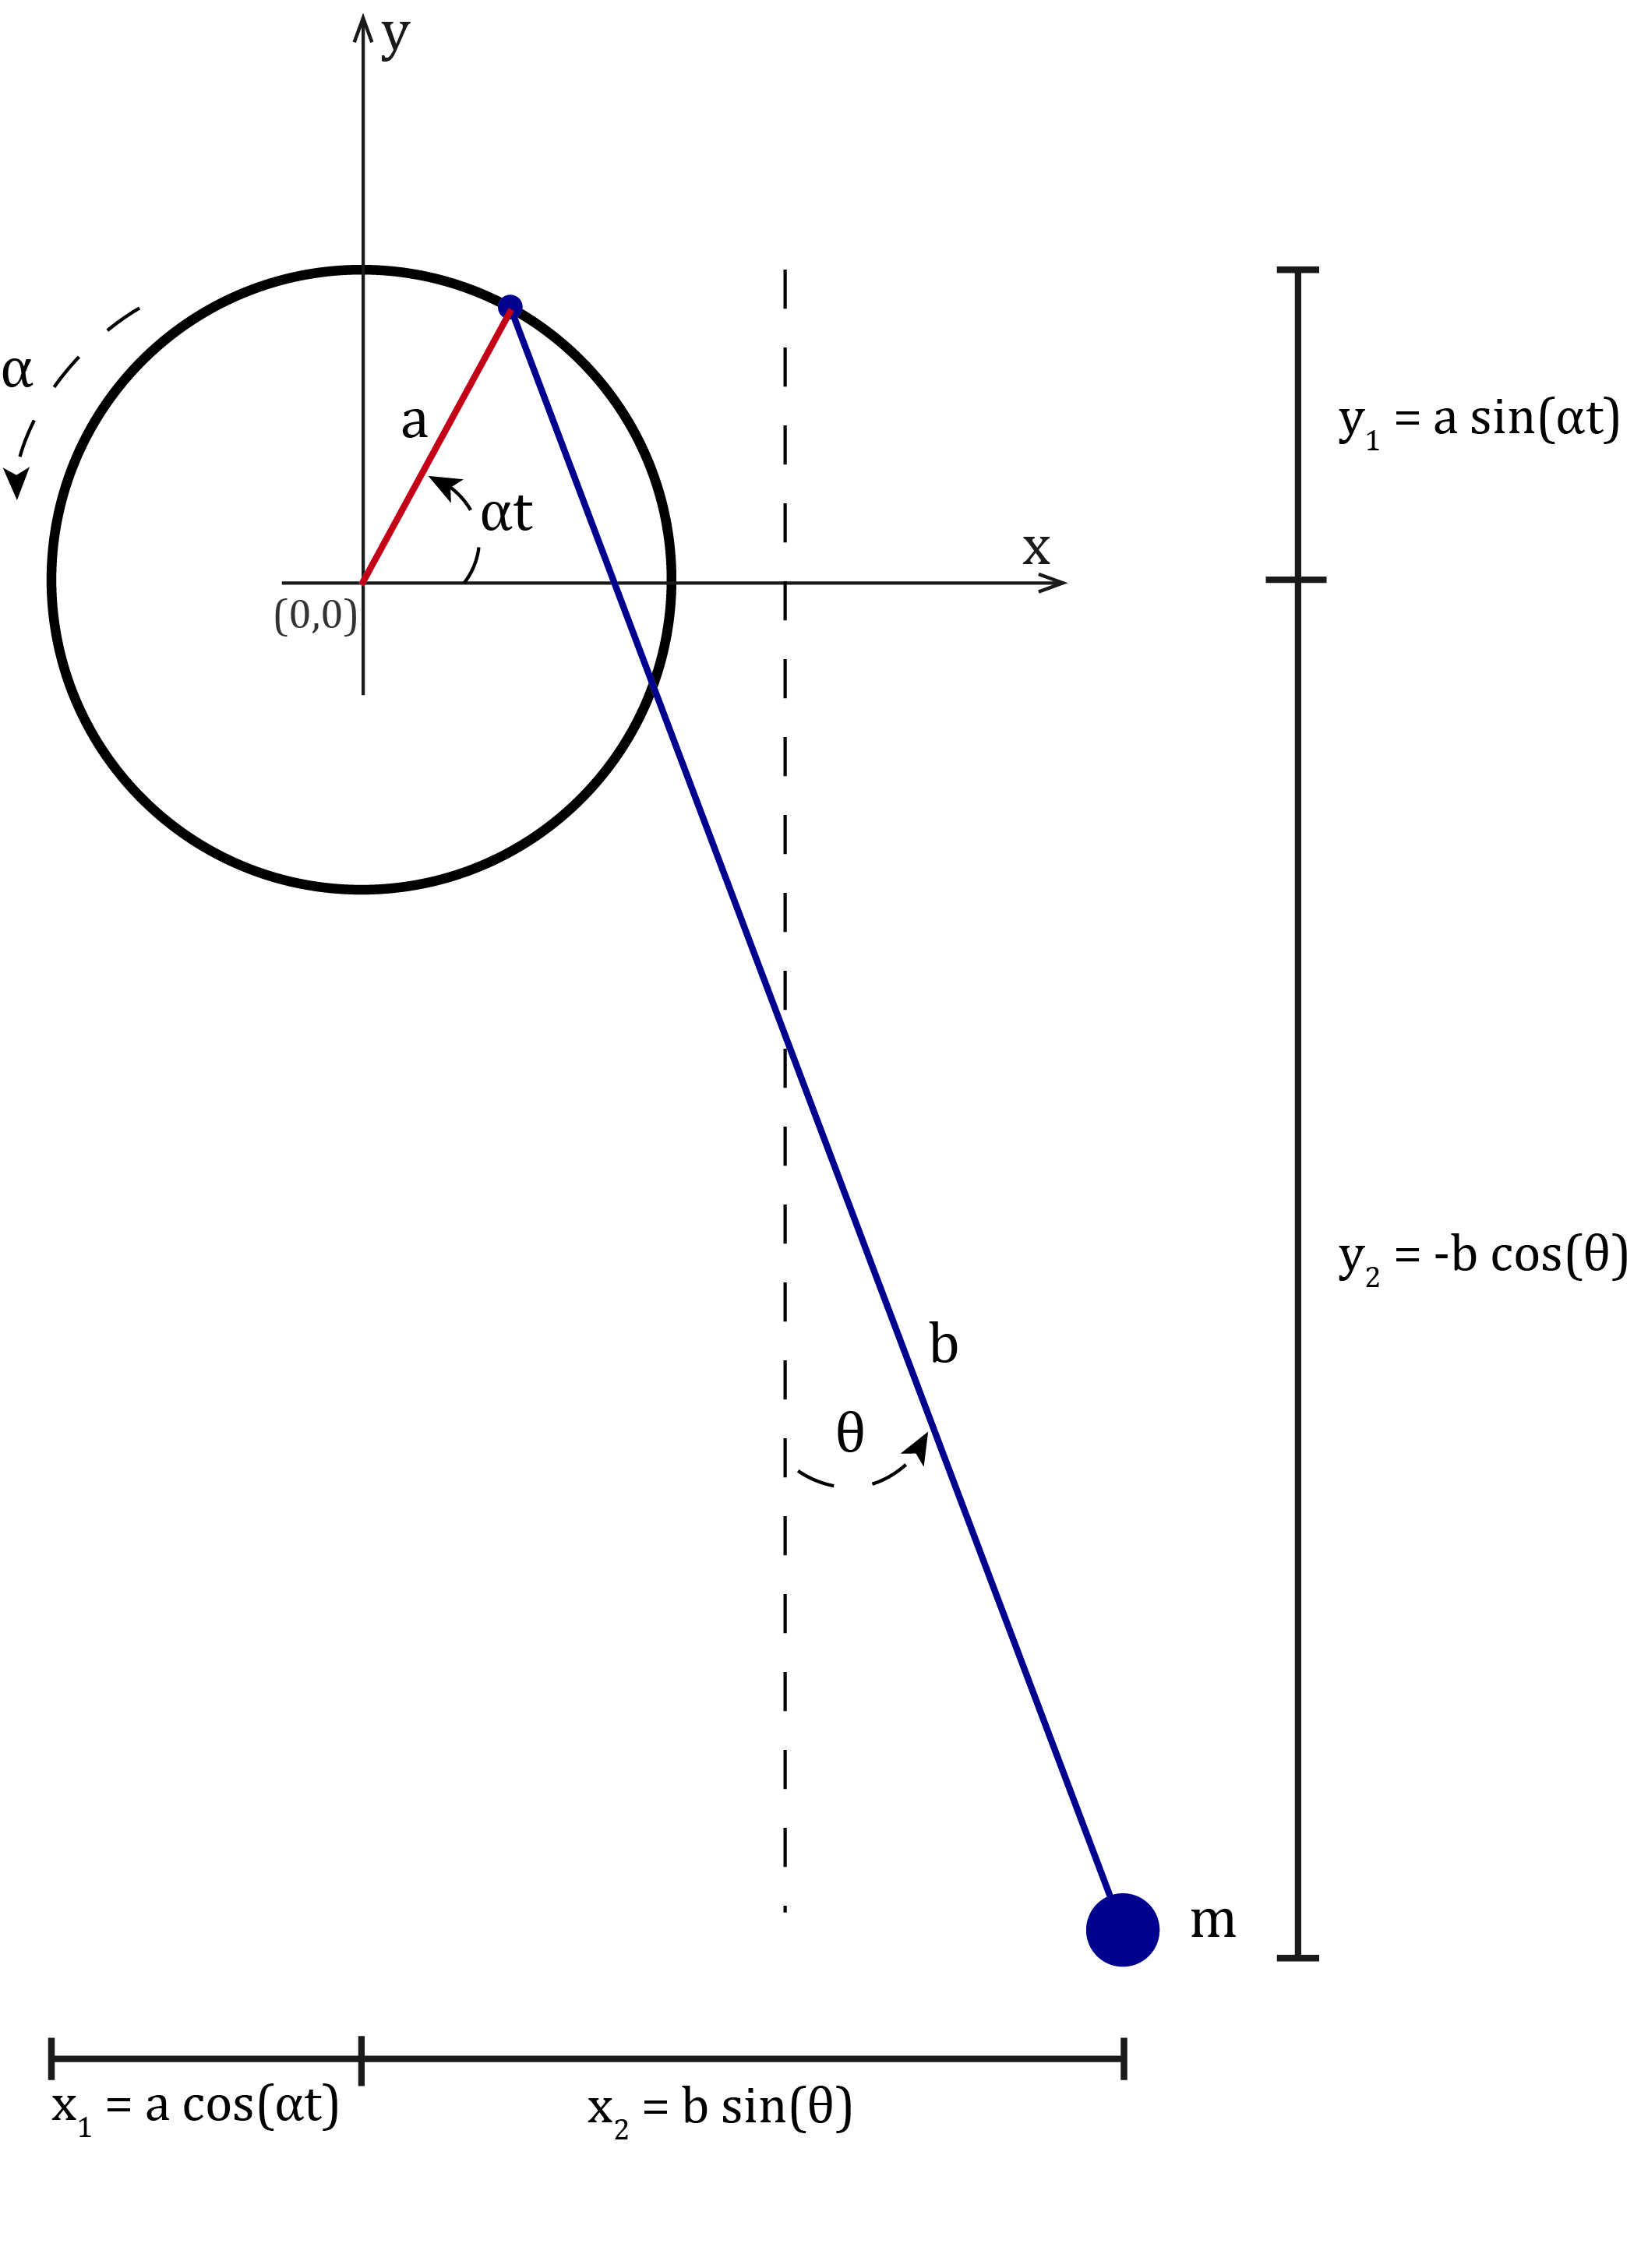 y
α
a
y₁ = a sin(αt)
αt
x
(0,0)
y₂ = -b cos(θ)
b
θ
m
x₁ = a cos(αt)
x₂ = b sin(θ)